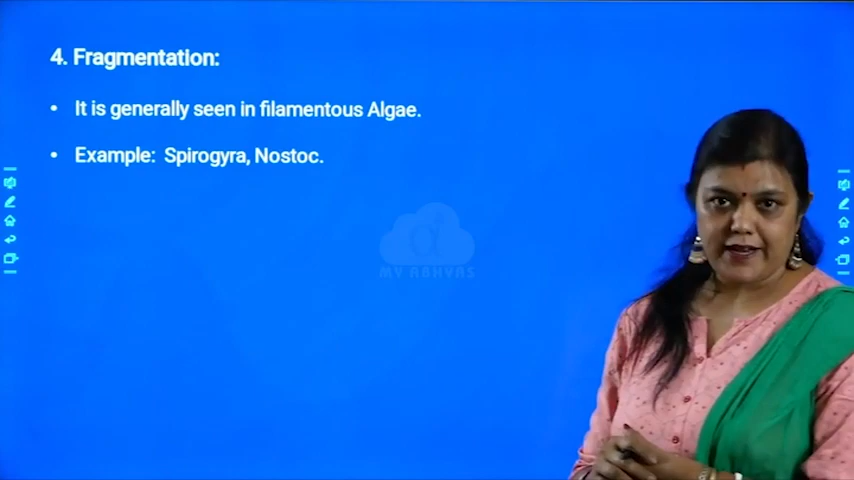 4. Fragmentation:
• It is generally seen in filamentous Algae.
• Example: Spirogyra, Nostoc.
MY ABHYAS